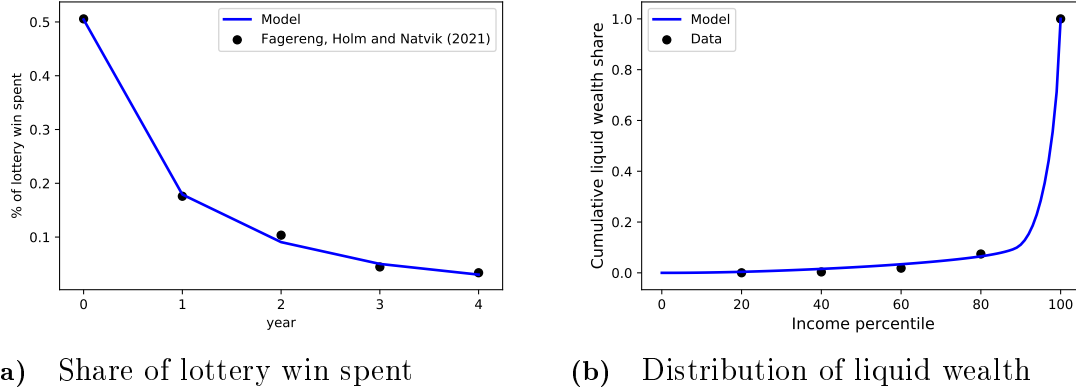 Model
Fagereng, Holm and Natvik (2021)
% of lottery win spent
0.5
0.4
0.3
0.2
0.1
0 1 2 3 4
year
a) Share of lottery win spent
Model
Data
Cumulative liquid wealth share
1.0
0.8
0.6
0.4
0.2
0.0
0 20 40 60 80 100
Income percentile
(b) Distribution of liquid wealth